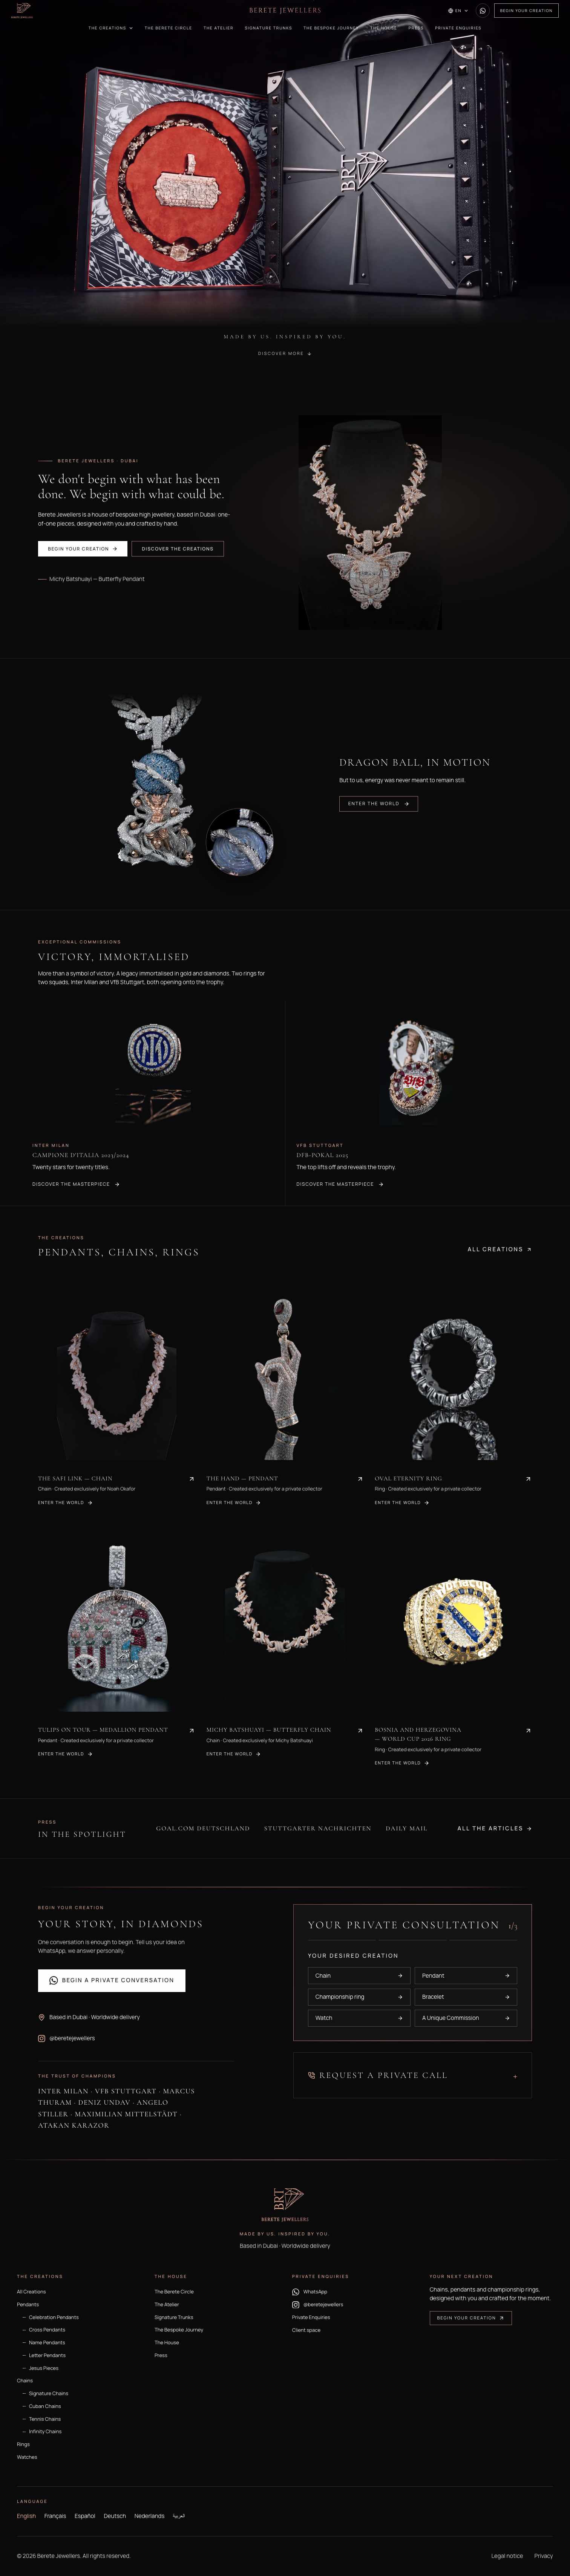 BERETE JEWELLERS
EN
BEGIN YOUR CREATION
THE CREATIONS
THE BERETE CIRCLE
THE ATELIER
SIGNATURE TRUNKS
THE BESPOKE JOURNEY
THE HOUSE
PRESS
PRIVATE ENQUIRIES
BRT
MADE BY US. INSPIRED BY YOU
DISCOVER MORE
BERETE JEWELLERS · DUBAI
We don't begin with what has been
done. We begin with what could be.
Berete Jewellers is a house of bespoke high jewellery, based in Dubai: one-
of-one pieces, designed with you and crafted by hand.
BEGIN YOUR CREATION
DISCOVER THE CREATIONS
Michy Batshuayi — Butterfly Pendant
DRAGON BALL, IN MOTION
But to us, energy was never meant to remain still.
ENTER THE WORLD
EXCEPTIONAL COMMISSIONS
VICTORY, IMMORTALISED
More than a symbol of victory. A legacy immortalised in gold and diamonds. Two rings for
two squads, Inter Milan and VfB Stuttgart, both opening onto the trophy.
INTER MILAN
CAMPIONE D'ITALIA 2023/2024
Twenty stars for twenty titles.
DISCOVER THE MASTERPIECE
VFB STUTTGART
DFB-POKAL 2025
The top lifts off and reveals the trophy.
DISCOVER THE MASTERPIECE
THE CREATIONS
PENDANTS, CHAINS, RINGS
ALL CREATIONS
THE SAFI LINK — CHAIN
Chain · Created exclusively for Noah Okafor
ENTER THE WORLD
THE HAND — PENDANT
Pendant · Created exclusively for a private collector
ENTER THE WORLD
OVAL ETERNITY RING
Ring · Created exclusively for a private collector
ENTER THE WORLD
TULIPS ON TOUR — MEDALLION PENDANT
Pendant · Created exclusively for a private collector
ENTER THE WORLD
MICHY BATSHUAYI — BUTTERFLY CHAIN
Chain · Created exclusively for Michy Batshuayi
ENTER THE WORLD
BOSNIA AND HERZEGOVINA
— WORLD CUP 2026 RING
Ring · Created exclusively for a private collector
ENTER THE WORLD
PRESS
IN THE SPOTLIGHT
GOAL.COM DEUTSCHLAND
STUTTGARTER NACHRICHTEN
DAILY MAIL
ALL THE ARTICLES
BEGIN YOUR CREATION
YOUR STORY, IN DIAMONDS
One conversation is enough to begin. Tell us your idea on
WhatsApp, we answer personally.
BEGIN A PRIVATE CONVERSATION
Based in Dubai · Worldwide delivery
@beretejewellers
THE TRUST OF CHAMPIONS
INTER MILAN · VFB STUTTGART · MARCUS
THURAM · DENIZ UNDAV · ANGELO
STILLER · MAXIMILIAN MITTELSTÄDT ·
ATAKAN KARAZOR
YOUR PRIVATE CONSULTATION
1/3
YOUR DESIRED CREATION
Chain
Pendant
Championship ring
Bracelet
Watch
A Unique Commission
REQUEST A PRIVATE CALL
+
BRT
BERETE JEWELLERS
MADE BY US. INSPIRED BY YOU.
Based in Dubai · Worldwide delivery
THE CREATIONS
All Creations
Pendants
— Celebration Pendants
— Cross Pendants
— Name Pendants
— Letter Pendants
— Jesus Pieces
Chains
— Signature Chains
— Cuban Chains
— Tennis Chains
— Infinity Chains
Rings
Watches
THE HOUSE
The Berete Circle
The Atelier
Signature Trunks
The Bespoke Journey
The House
Press
PRIVATE ENQUIRIES
WhatsApp
@beretejewellers
Private Enquiries
Client space
YOUR NEXT CREATION
Chains, pendants and championship rings,
designed with you and crafted for the moment.
BEGIN YOUR CREATION
LANGUAGE
English
Français
Español
Deutsch
Nederlands
العربية
© 2026 Berete Jewellers. All rights reserved.
Legal notice
Privacy